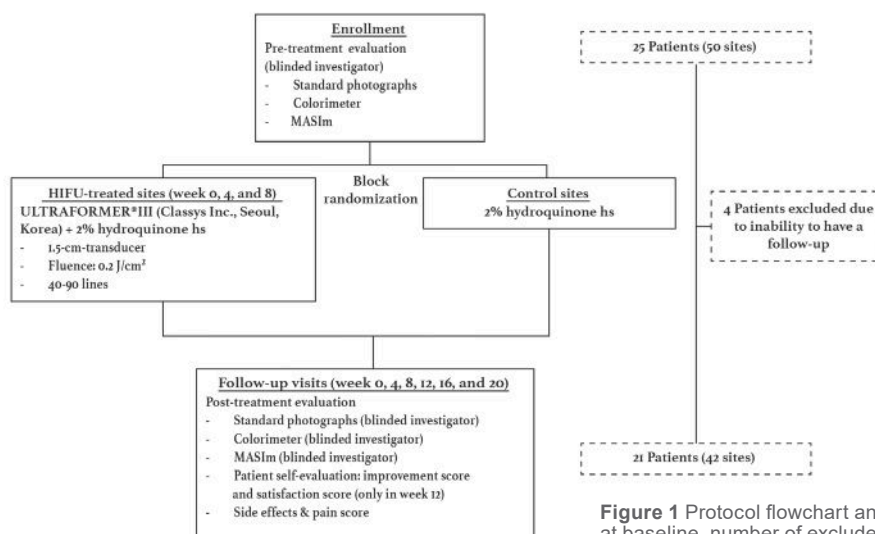 Enrollment
Pre-treatment evaluation
(blinded investigator)
- Standard photographs
- Colorimeter
- MASIm
25 Patients (50 sites)
Block
randomization
HIFU-treated sites (week 0, 4, and 8)
ULTRAFORMER®III (Classys Inc., Seoul,
Korea) + 2% hydroquinone hs
- 1.5-cm-transducer
- Fluence: 0.2 J/cm²
- 40-90 lines
Control sites
2% hydroquinone hs
4 Patients excluded due
to inability to have a
follow-up
Follow-up visits (week 0, 4, 8, 12, 16, and 20)
Post-treatment evaluation
- Standard photographs (blinded investigator)
- Colorimeter (blinded investigator)
- MASIm (blinded investigator)
- Patient self-evaluation: improvement score
and satisfaction score (only in week 12)
- Side effects & pain score
21 Patients (42 sites)
Figure 1 Protocol flowchart an
at baseline, number of exclude